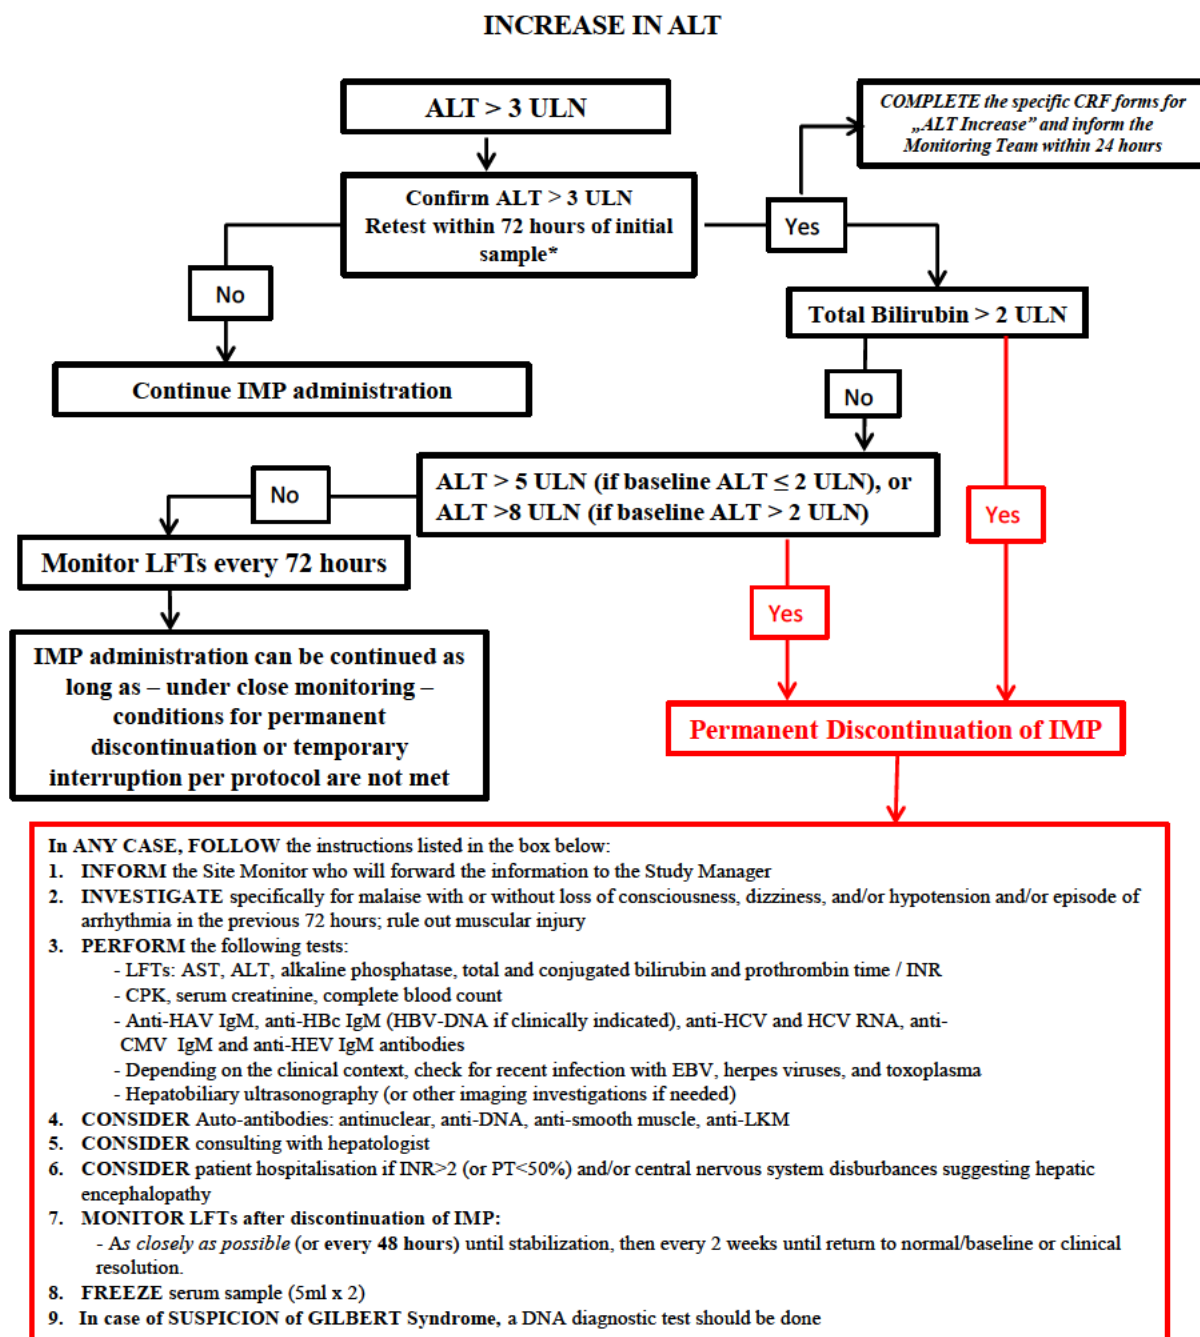 INCREASE IN ALT
ALT > 3 ULN
COMPLETE the specific CRF forms for
„ALT Increase” and inform the
Monitoring Team within 24 hours
Confirm ALT > 3 ULN
Retest within 72 hours of initial
sample*
Yes
No
Total Bilirubin > 2 ULN
Continue IMP administration
No
ALT > 5 ULN (if baseline ALT ≤ 2 ULN), or
ALT >8 ULN (if baseline ALT > 2 ULN)
No
Yes
Monitor LFTs every 72 hours
Yes
IMP administration can be continued as
long as – under close monitoring –
conditions for permanent
discontinuation or temporary
interruption per protocol are not met
Permanent Discontinuation of IMP
In ANY CASE, FOLLOW the instructions listed in the box below:
1. INFORM the Site Monitor who will forward the information to the Study Manager
2. INVESTIGATE specifically for malaise with or without loss of consciousness, dizziness, and/or hypotension and/or episode of
arrhythmia in the previous 72 hours; rule out muscular injury
3. PERFORM the following tests:
- LFTs: AST, ALT, alkaline phosphatase, total and conjugated bilirubin and prothrombin time / INR
- CPK, serum creatinine, complete blood count
- Anti-HAV IgM, anti-HBc IgM (HBV-DNA if clinically indicated), anti-HCV and HCV RNA, anti-
CMV IgM and anti-HEV IgM antibodies
- Depending on the clinical context, check for recent infection with EBV, herpes viruses, and toxoplasma
- Hepatobiliary ultrasonography (or other imaging investigations if needed)
4. CONSIDER Auto-antibodies: antinuclear, anti-DNA, anti-smooth muscle, anti-LKM
5. CONSIDER consulting with hepatologist
6. CONSIDER patient hospitalisation if INR>2 (or PT<50%) and/or central nervous system disburbances suggesting hepatic
encephalopathy
7. MONITOR LFTs after discontinuation of IMP:
- As closely as possible (or every 48 hours) until stabilization, then every 2 weeks until return to normal/baseline or clinical
resolution.
8. FREEZE serum sample (5ml x 2)
9. In case of SUSPICION of GILBERT Syndrome, a DNA diagnostic test should be done